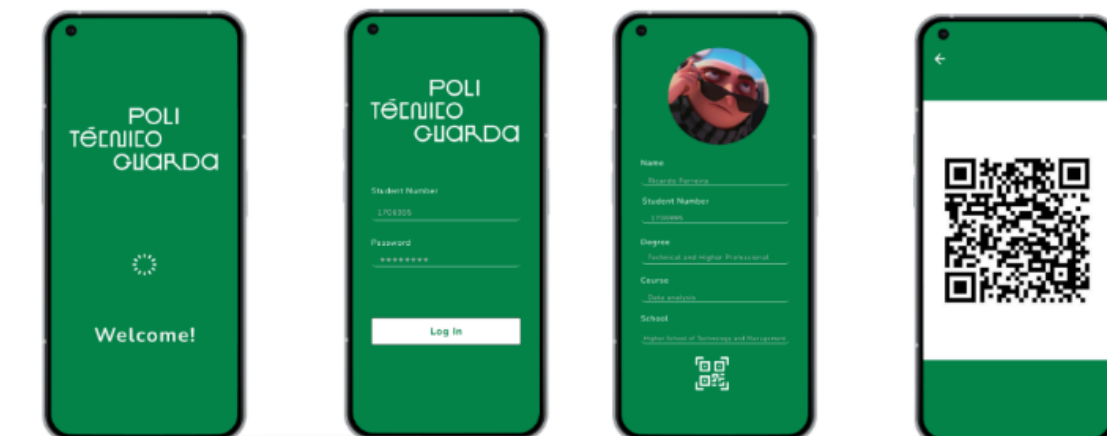 POLI
TÉCNICO
GUARDA
Welcome!
POLI
TÉCNICO
GUARDA
Student Number
Password
********
Log In
Name
Ricardo Ferreira
Student Number
Degree
Technical and Higher Professional
Course
Data analysis
School
Higher School of Technology and Management